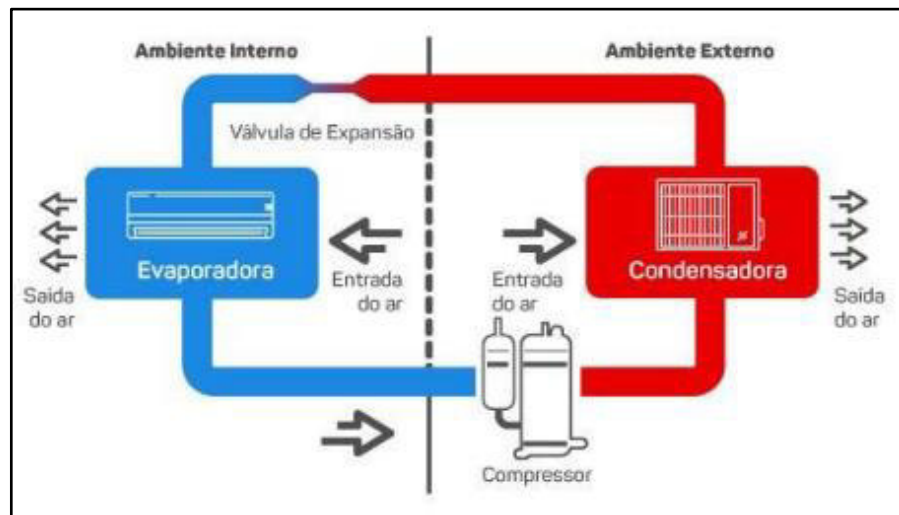 Ambiente Interno
Ambiente Externo
Válvula de Expansão
Evaporadora
Condensadora
Saída
do ar
Entrada
do ar
Entrada
do ar
Saída
do ar
Compressor